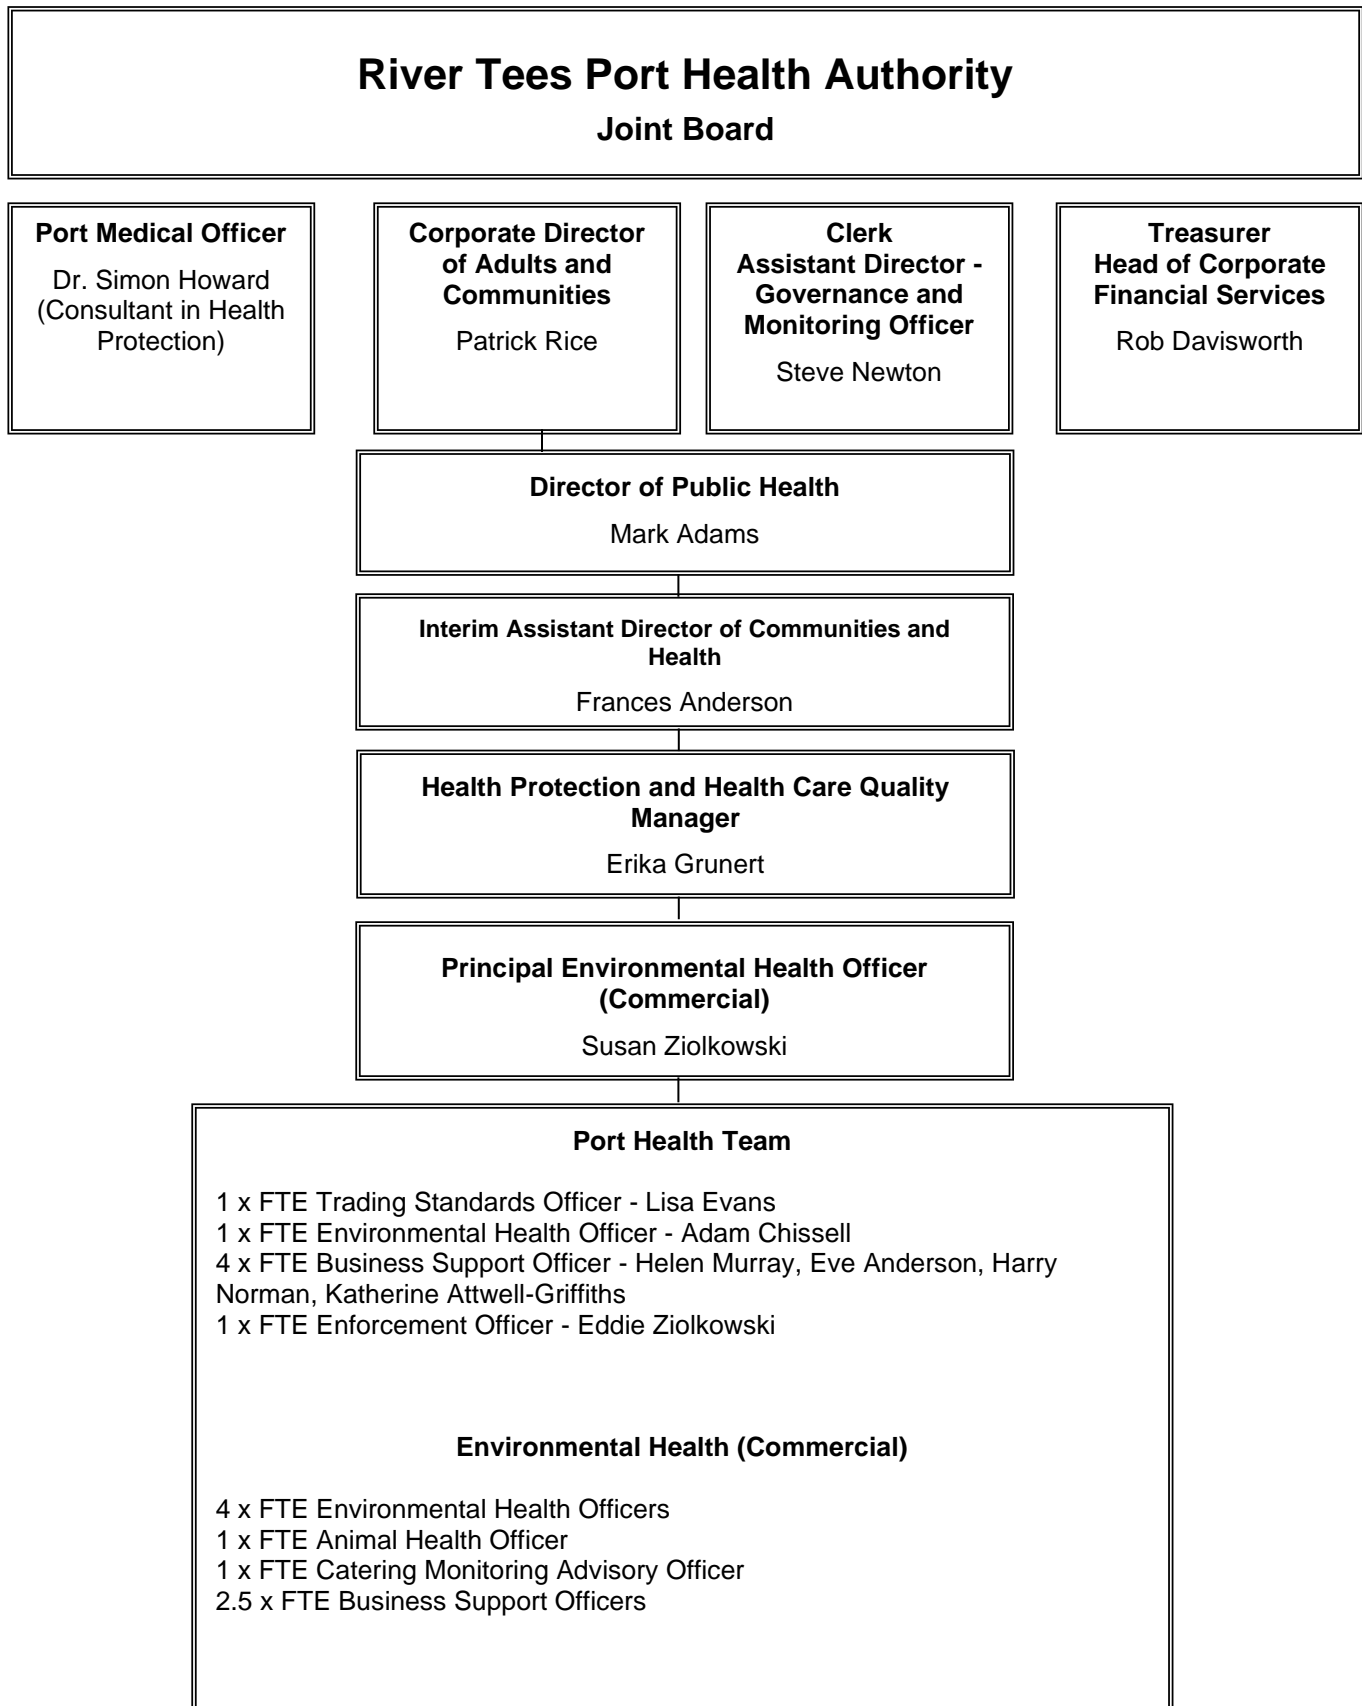 River Tees Port Health Authority
Joint Board
Port Medical Officer
Dr. Simon Howard
(Consultant in Health
Protection)
Corporate Director
of Adults and
Communities
Patrick Rice
Clerk
Assistant Director -
Governance and
Monitoring Officer
Steve Newton
Treasurer
Head of Corporate
Financial Services
Rob Davisworth
Director of Public Health
Mark Adams
Interim Assistant Director of Communities and
Health
Frances Anderson
Health Protection and Health Care Quality
Manager
Erika Grunert
Principal Environmental Health Officer
(Commercial)
Susan Ziolkowski
Port Health Team
1 x FTE Trading Standards Officer - Lisa Evans
1 x FTE Environmental Health Officer - Adam Chissell
4 x FTE Business Support Officer - Helen Murray, Eve Anderson, Harry
Norman, Katherine Attwell-Griffiths
1 x FTE Enforcement Officer - Eddie Ziolkowski
Environmental Health (Commercial)
4 x FTE Environmental Health Officers
1 x FTE Animal Health Officer
1 x FTE Catering Monitoring Advisory Officer
2.5 x FTE Business Support Officers